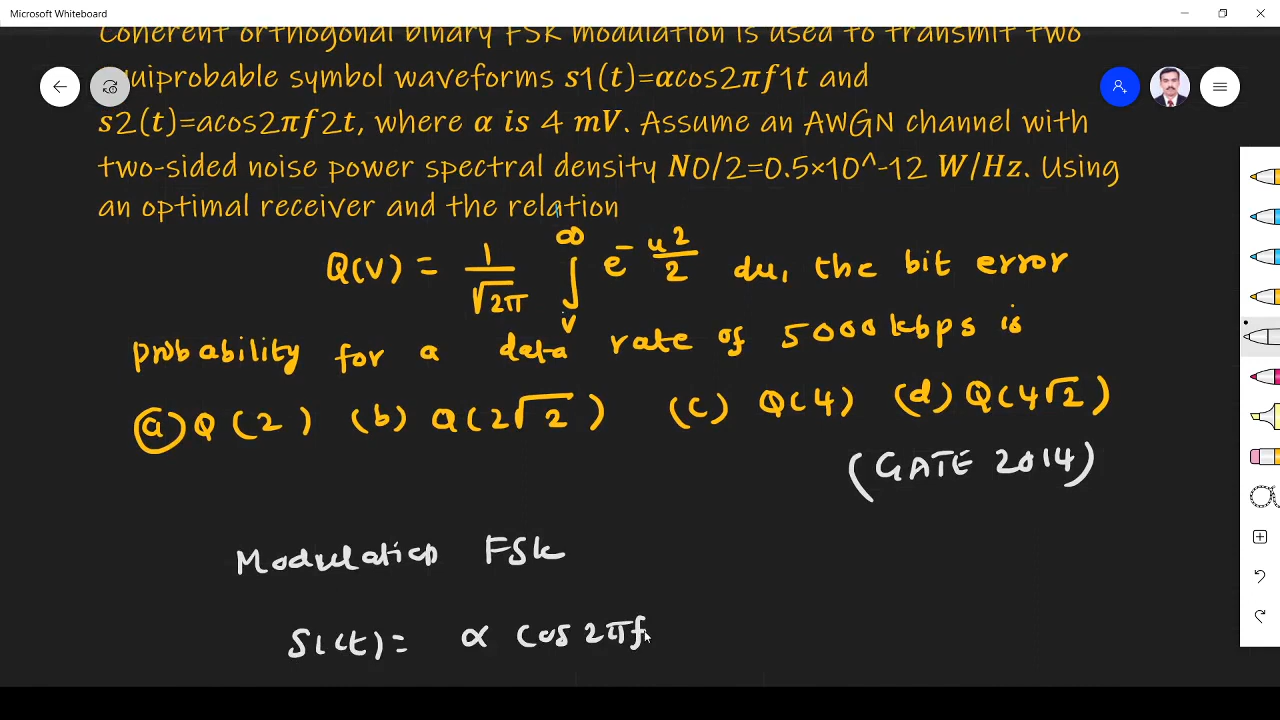 Microsoft Whiteboard
Coherent orthogonal binary FSK modulation is used to transmit two
equiprobable symbol waveforms s1(t)=αcos2πf1t and
s2(t)=αcos2πf2t, where α is 4 mV. Assume an AWGN channel with
two-sided noise power spectral density N0/2=0.5×10^-12 W/Hz. Using
an optimal receiver and the relation
Q(V) = 1/√2π ∫v∞ e^-u2/2 du, the bit error
probability for a data rate of 5000kbps is
(a) Q(2) (b) Q(2√2) (c) Q(4) (d) Q(4√2)
(GATE 2014)
Modulation FSK
S1(t) = α Cos 2πf